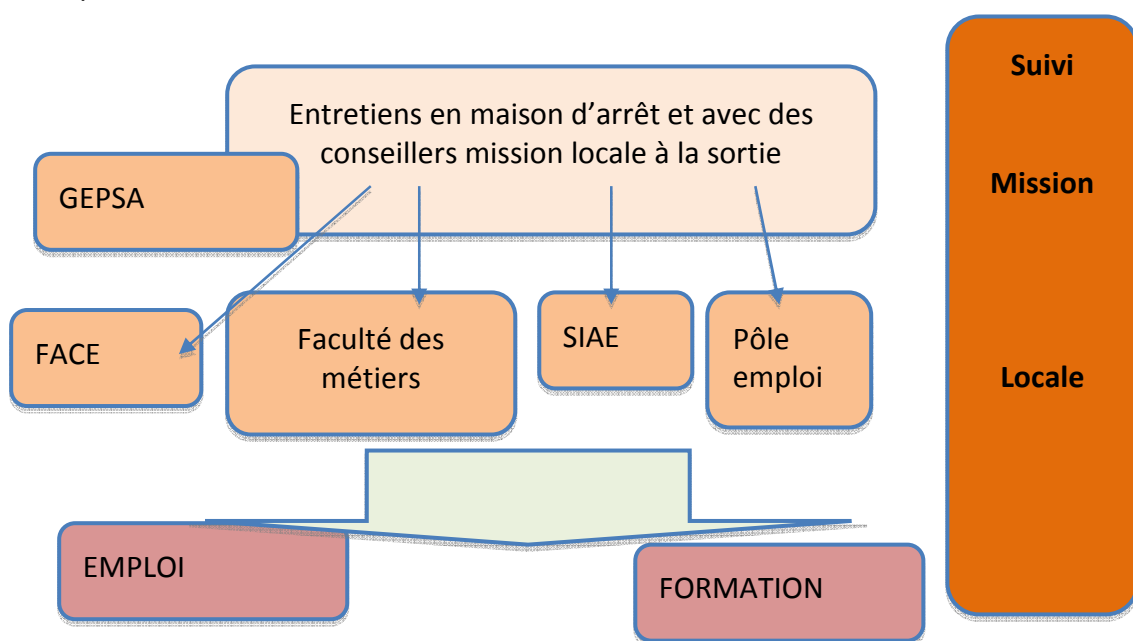 Entretiens en maison d'arrêt et avec des
conseillers mission locale à la sortie
GEPSA
FACE
Faculté des
métiers
SIAE
Pôle
emploi
EMPLOI
FORMATION
Suivi
Mission
Locale